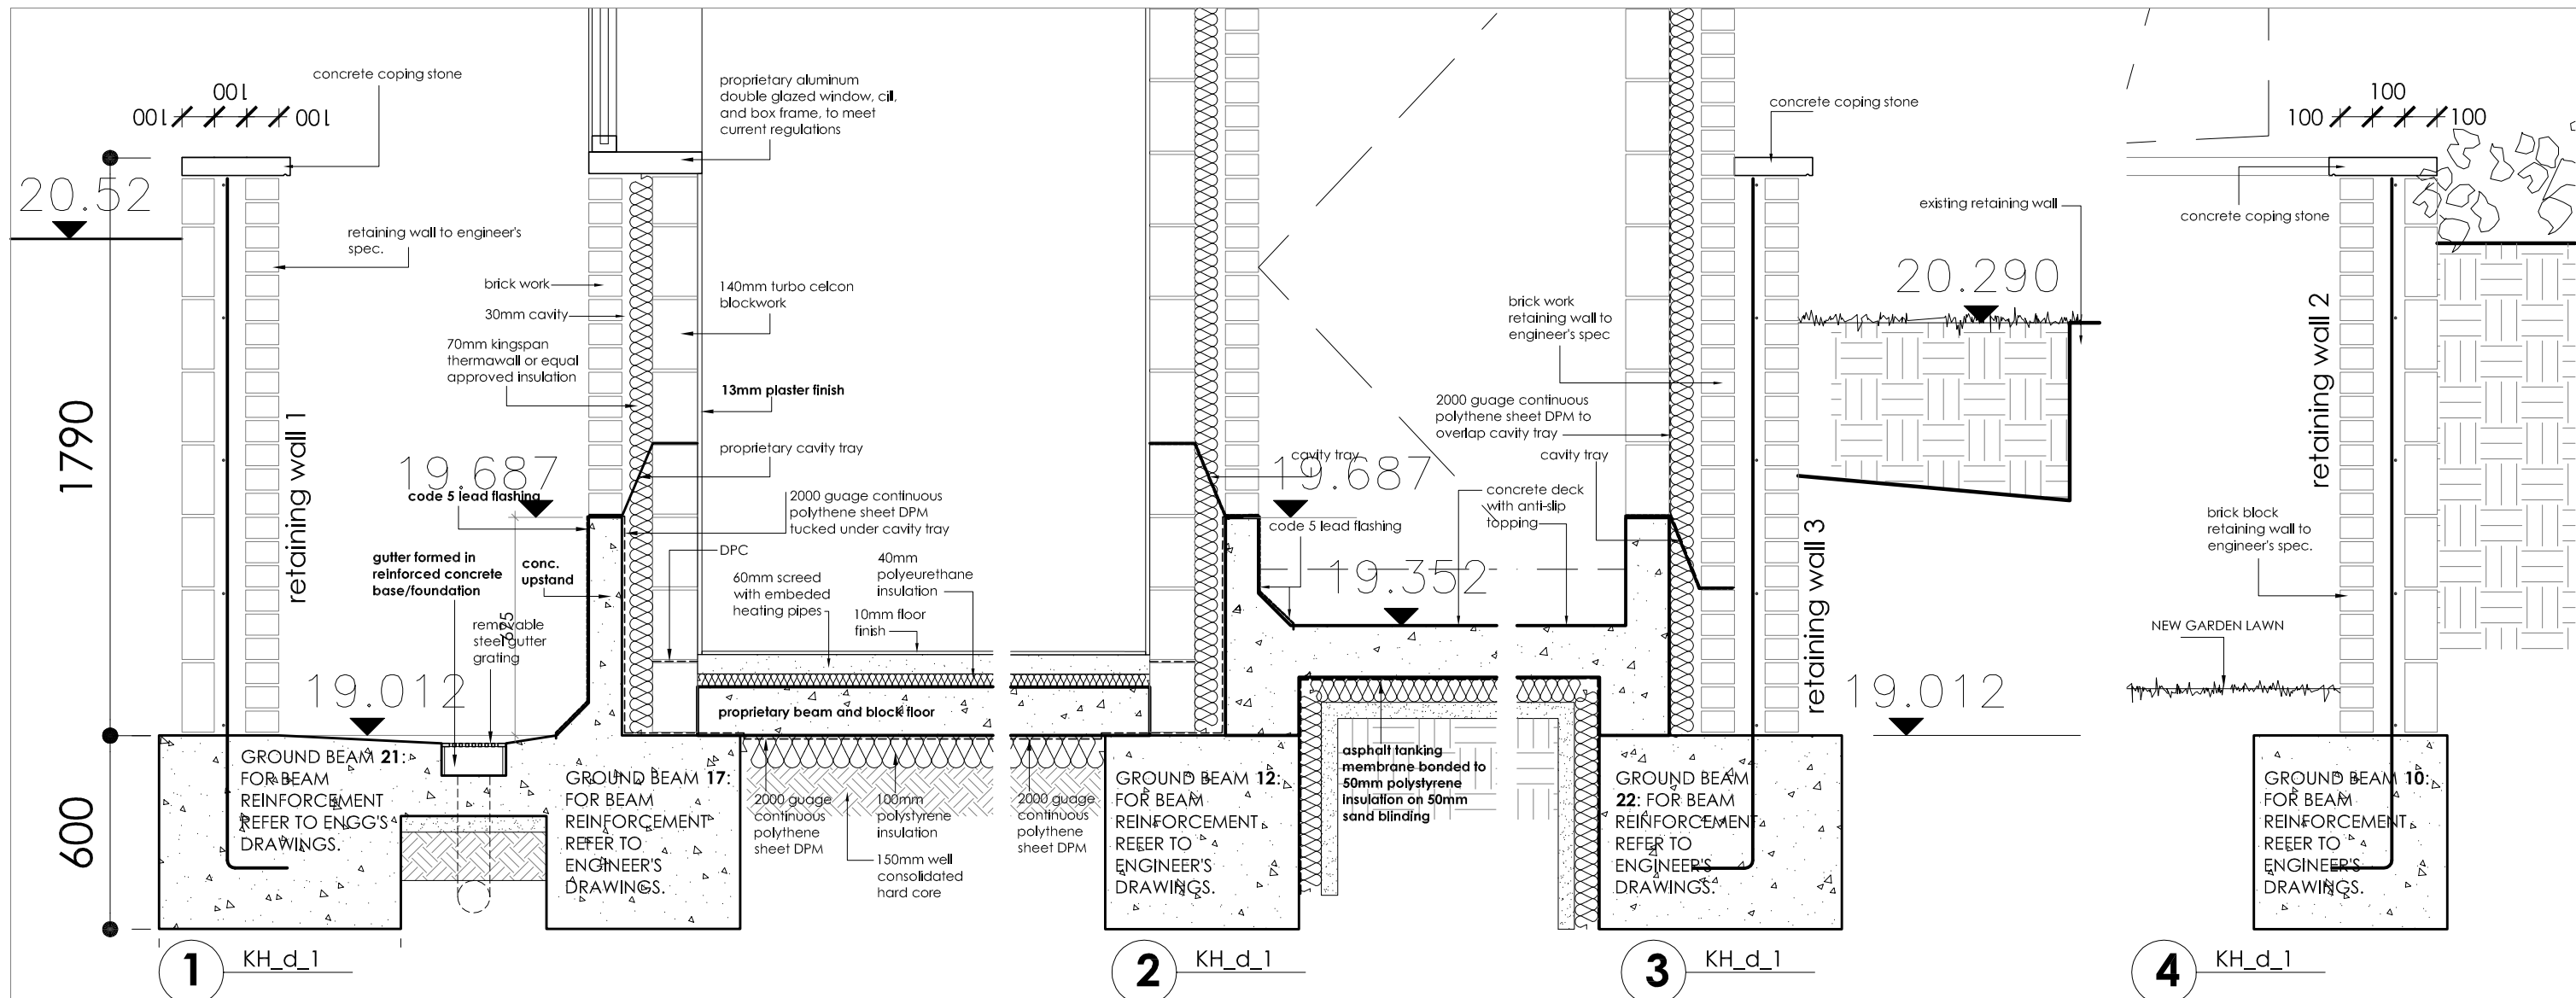 concrete coping stone
001
001
001
20.52
retaining wall to engineer's
spec.
1790
600
retaining wall 1
brick work
30mm cavity
70mm kingspan
thermawall or equal
approved insulation
19.687
code 5 lead flashing
gutter formed in
reinforced concrete
base/foundation
conc.
upstand
675
removable
steel gutter
grating
19.012
GROUND BEAM 21:
FOR BEAM
REINFORCEMENT
REFER TO ENGG'S
DRAWINGS.
GROUND BEAM 17:
FOR BEAM
REINFORCEMENT
REFER TO
ENGINEER'S
DRAWINGS.
1
KH_d_1
proprietary aluminum
double glazed window, cill,
and box frame, to meet
current regulations
140mm turbo celcon
blockwork
13mm plaster finish
proprietary cavity tray
2000 guage continuous
polythene sheet DPM
tucked under cavity tray
DPC
60mm screed
with embeded
heating pipes
40mm
polyeurethane
insulation
10mm floor
finish
proprietary beam and block floor
2000 guage
continuous
polythene
sheet DPM
100mm
polystyrene
insulation
150mm well
consolidated
hard core
2000 guage
continuous
polythene
sheet DPM
cavity tray
19.687
code 5 lead flashing
concrete deck
with anti-slip
topping
19.352
GROUND BEAM 12:
FOR BEAM
REINFORCEMENT
REFER TO
ENGINEER'S
DRAWINGS.
asphalt tanking
membrane bonded to
50mm polystyrene
insulation on 50mm
sand blinding
2
KH_d_1
concrete coping stone
existing retaining wall
20.290
brick work
retaining wall to
engineer's spec
2000 guage continuous
polythene sheet DPM to
overlap cavity tray
cavity tray
retaining wall 3
19.012
GROUND BEAM
22: FOR BEAM
REINFORCEMENT
REFER TO
ENGINEER'S
DRAWINGS.
3
KH_d_1
100
100
100
concrete coping stone
retaining wall 2
brick block
retaining wall to
engineer's spec.
NEW GARDEN LAWN
GROUND BEAM 10:
FOR BEAM
REINFORCEMENT
REFER TO
ENGINEER'S
DRAWINGS.
4
KH_d_1